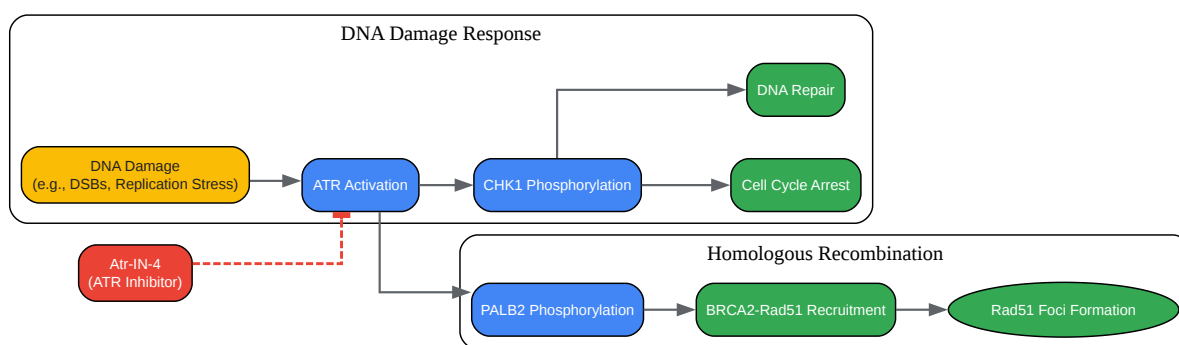 DNA Damage Response
DNA Repair
DNA Damage
(e.g., DSBs, Replication Stress)
ATR Activation
CHK1 Phosphorylation
Cell Cycle Arrest
Atr-IN-4
(ATR Inhibitor)
Homologous Recombination
PALB2 Phosphorylation
BRCA2-Rad51 Recruitment
Rad51 Foci Formation